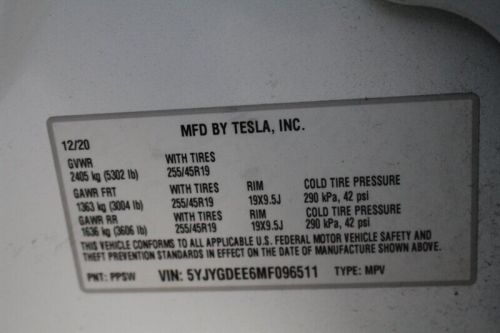 MFD BY TESLA, INC.
12/20
GVWR WITH TIRES
2405 kg (5302 lb) 255/45R19
GAWR FRT WITH TIRES RIM COLD TIRE PRESSURE
1363 kg (3004 lb) 255/45R19 19X9.5J 290 kPa, 42 psi
GAWR RR WITH TIRES RIM COLD TIRE PRESSURE
1636 kg (3606 lb) 255/45R19 19X9.5J 290 kPa, 42 psi
THIS VEHICLE CONFORMS TO ALL APPLICABLE U.S. FEDERAL MOTOR VEHICLE SAFETY AND
THEFT PREVENTION STANDARDS IN EFFECT ON THE DATE OF MANUFACTURE SHOWN ABOVE.
PNT: PPSW VIN: 5YJYGDEE6MF096511 TYPE: MPV